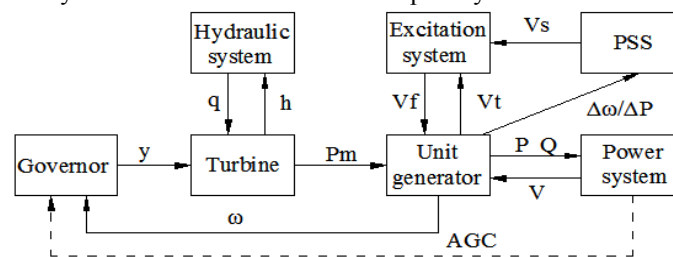 Hydraulic
system
Excitation
system
Vs
PSS
q
h
Vf
Vt
Δω/ΔP
Governor
y
Turbine
Pm
Unit
generator
P Q
V
Power
system
ω
AGC